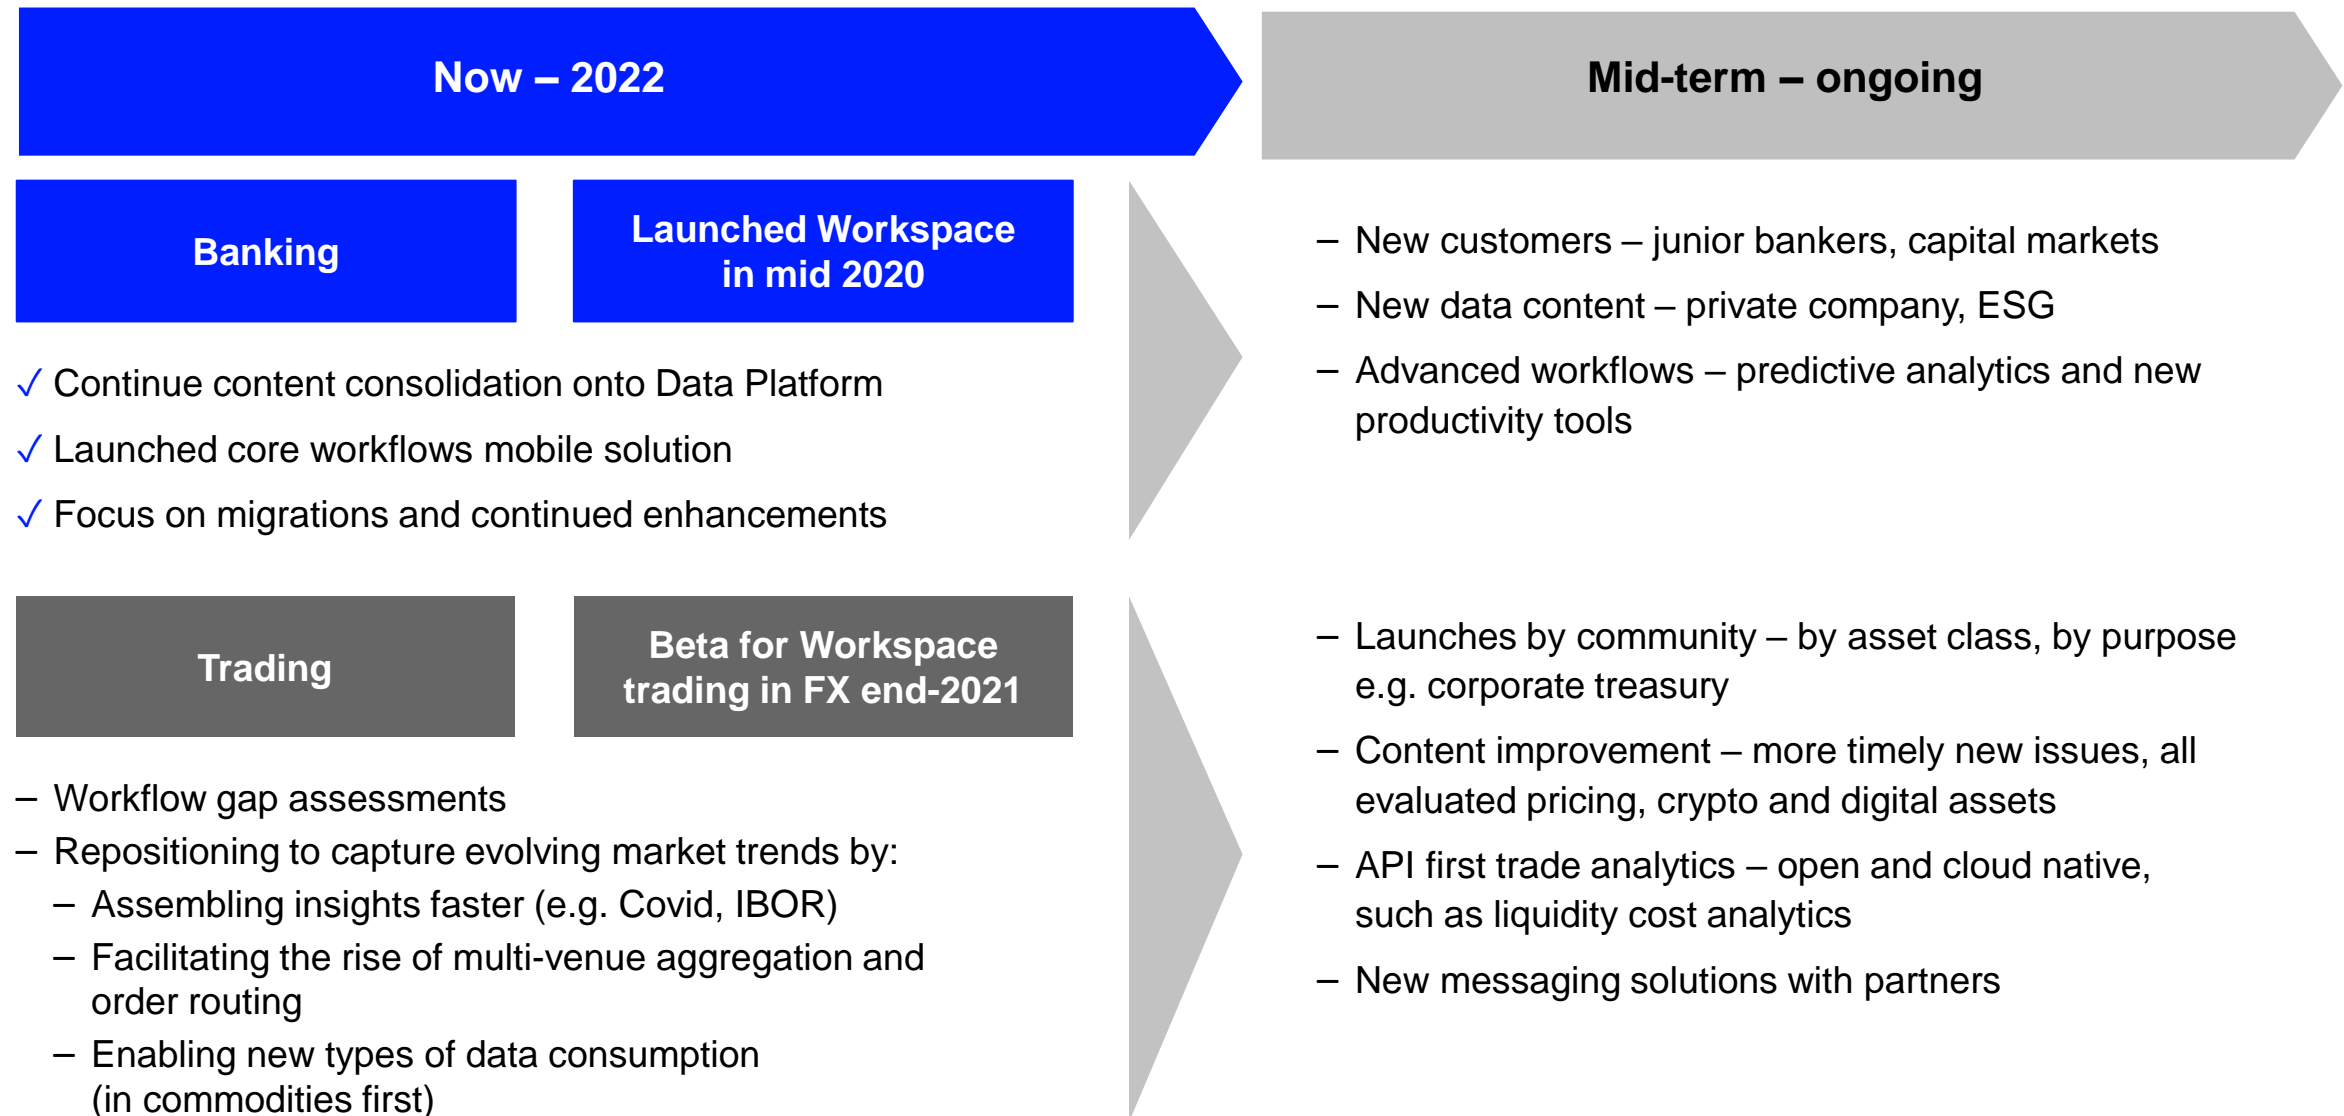 Now – 2022
Mid-term – ongoing
Banking
Launched Workspace
in mid 2020
✓ Continue content consolidation onto Data Platform
✓ Launched core workflows mobile solution
✓ Focus on migrations and continued enhancements
– New customers – junior bankers, capital markets
– New data content – private company, ESG
– Advanced workflows – predictive analytics and new
productivity tools
Trading
Beta for Workspace
trading in FX end-2021
– Workflow gap assessments
– Repositioning to capture evolving market trends by:
– Assembling insights faster (e.g. Covid, IBOR)
– Facilitating the rise of multi-venue aggregation and
order routing
– Enabling new types of data consumption
(in commodities first)
– Launches by community – by asset class, by purpose
e.g. corporate treasury
– Content improvement – more timely new issues, all
evaluated pricing, crypto and digital assets
– API first trade analytics – open and cloud native,
such as liquidity cost analytics
– New messaging solutions with partners